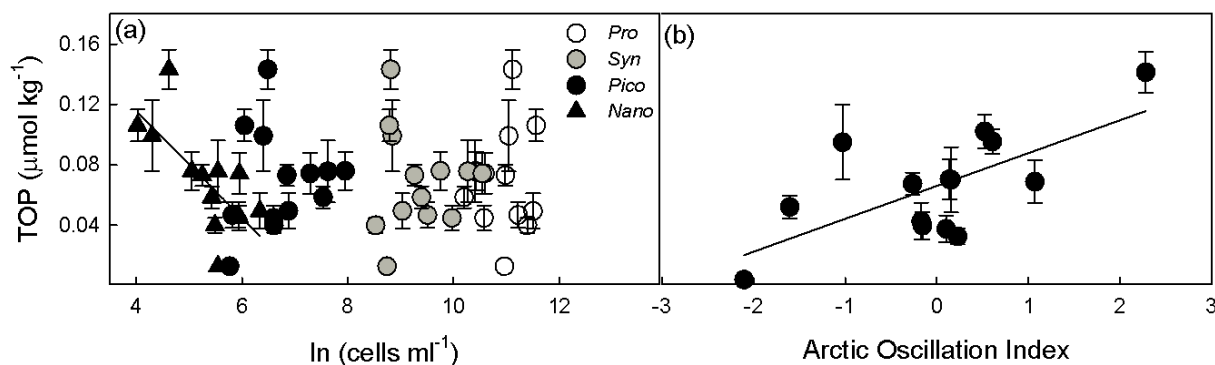 (a)
Pro
Syn
Pico
Nano
TOP (μmol kg⁻¹)
0.16
0.12
0.08
0.04
4 6 8 10 12
ln (cells ml⁻¹)
(b)
-3 -2 -1 0 1 2 3
Arctic Oscillation Index